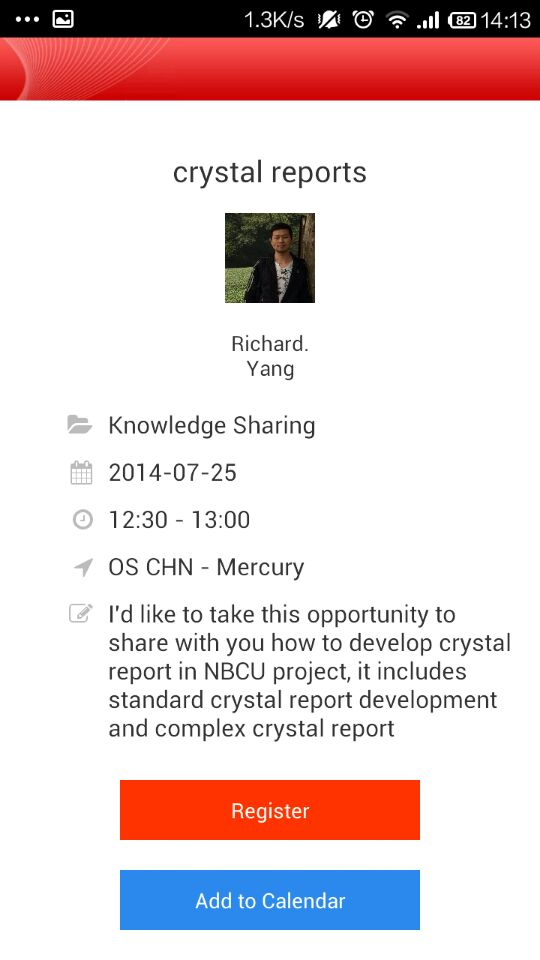 1.3K/s 82 14:13
crystal reports
Richard.
Yang
Knowledge Sharing
2014-07-25
12:30 - 13:00
OS CHN - Mercury
I'd like to take this opportunity to
share with you how to develop crystal
report in NBCU project, it includes
standard crystal report development
and complex crystal report
Register
Add to Calendar